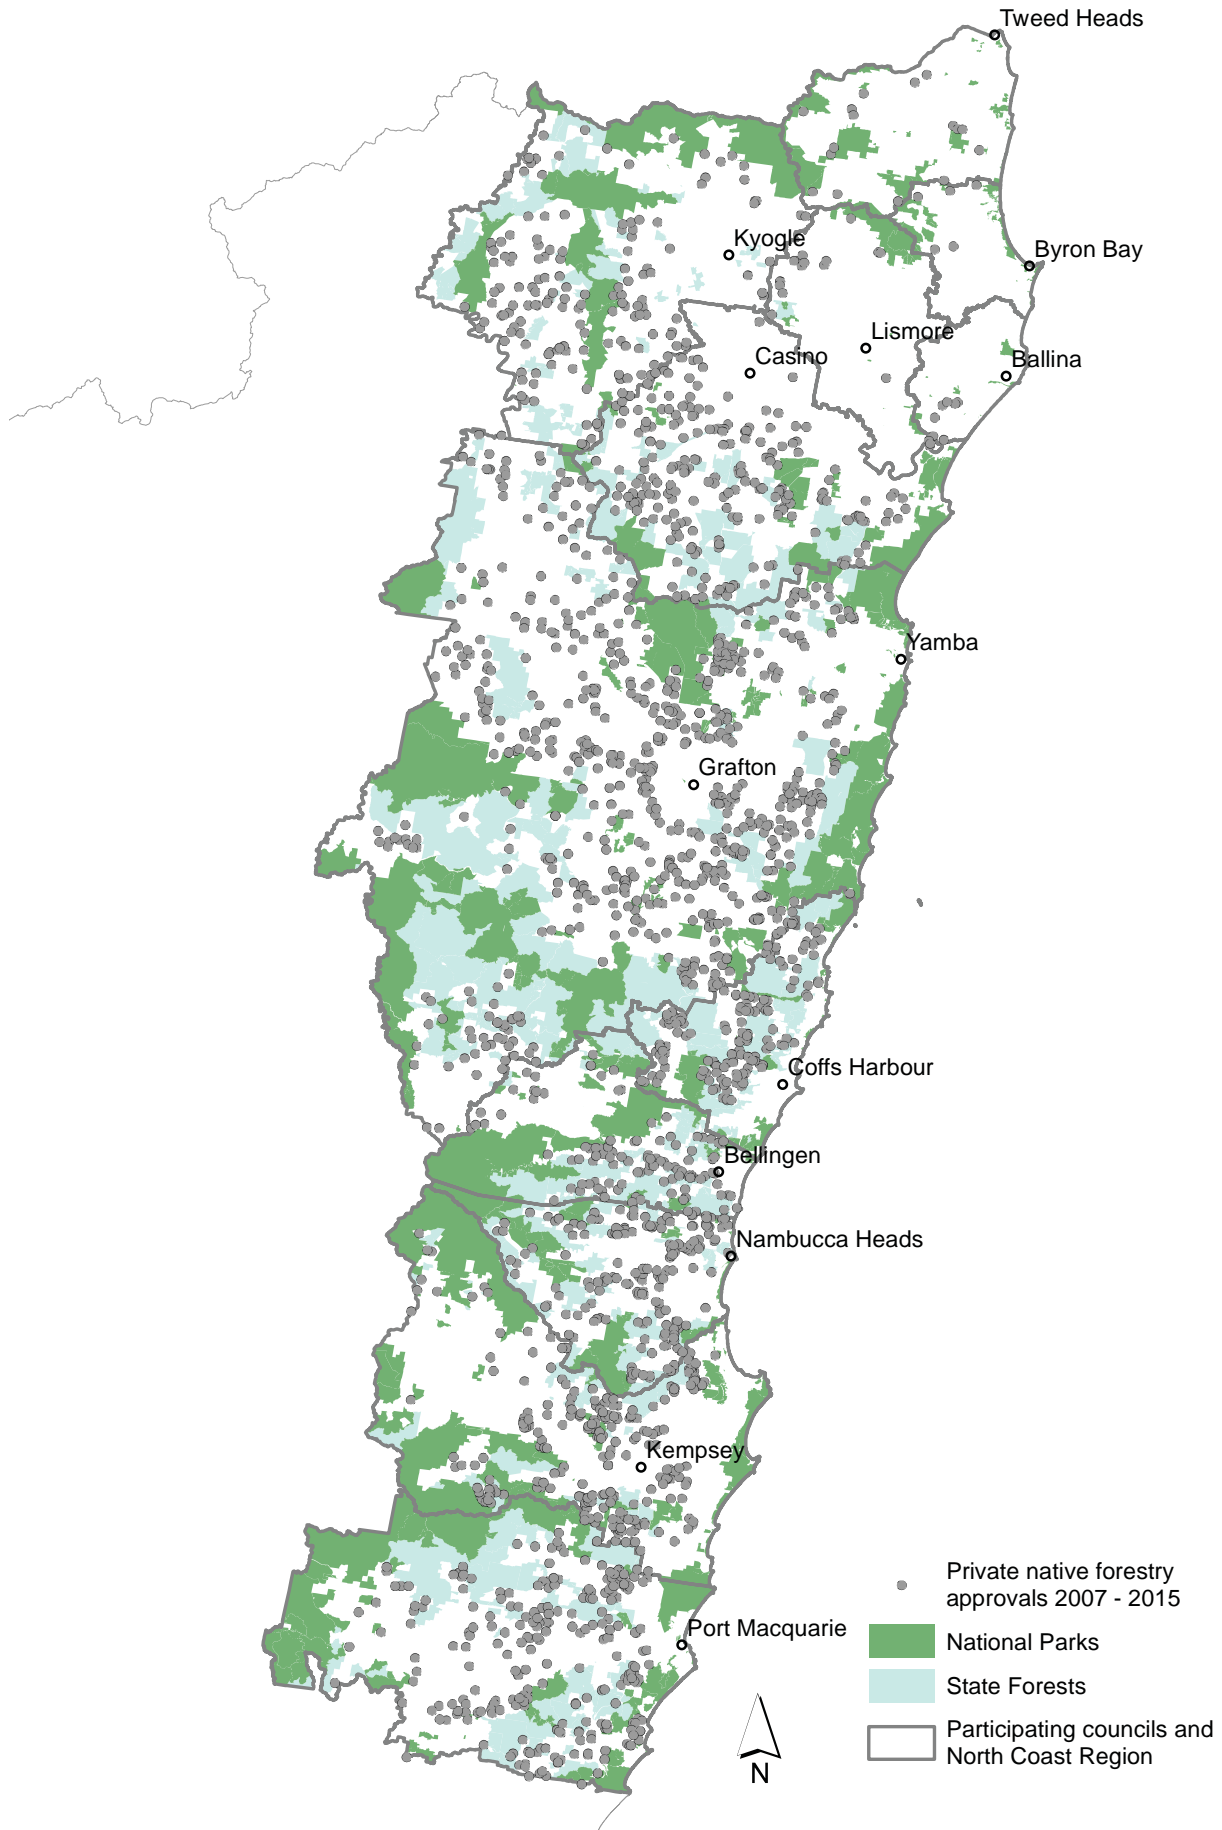 Tweed Heads
Kyogle
Byron Bay
Lismore
Casino
Ballina
Yamba
Grafton
Coffs Harbour
Bellingen
Nambucca Heads
Kempsey
Port Macquarie
Private native forestry
approvals 2007 - 2015
National Parks
State Forests
Participating councils and
North Coast Region
N